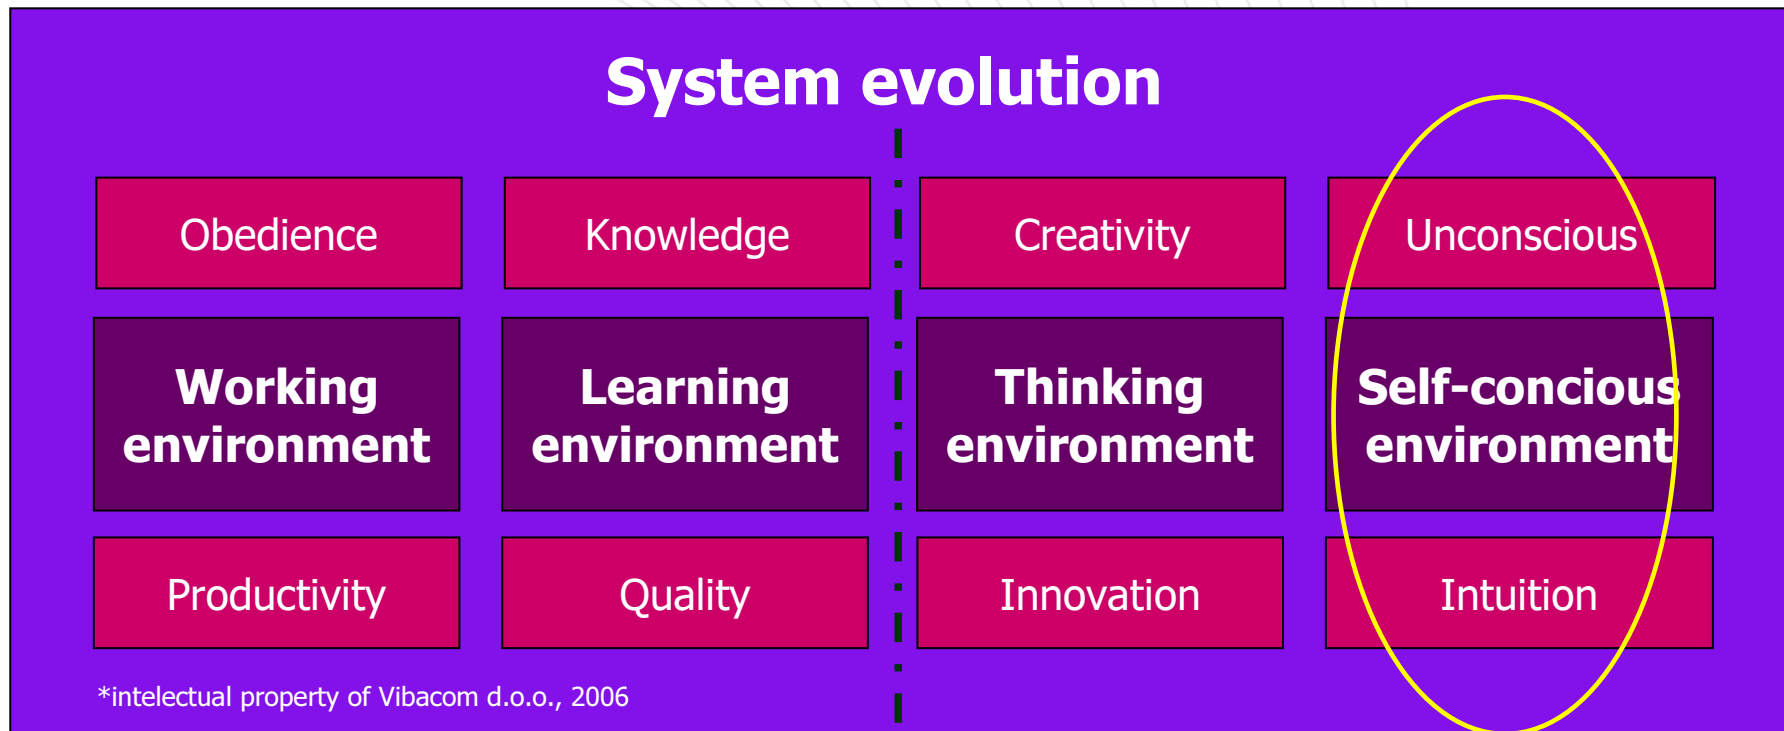 System evolution
Obedience
Knowledge
Creativity
Unconscious
Working
environment
Learning
environment
Thinking
environment
Self-concious
environment
Productivity
Quality
Innovation
Intuition
*intelectual property of Vibacom d.o.o., 2006